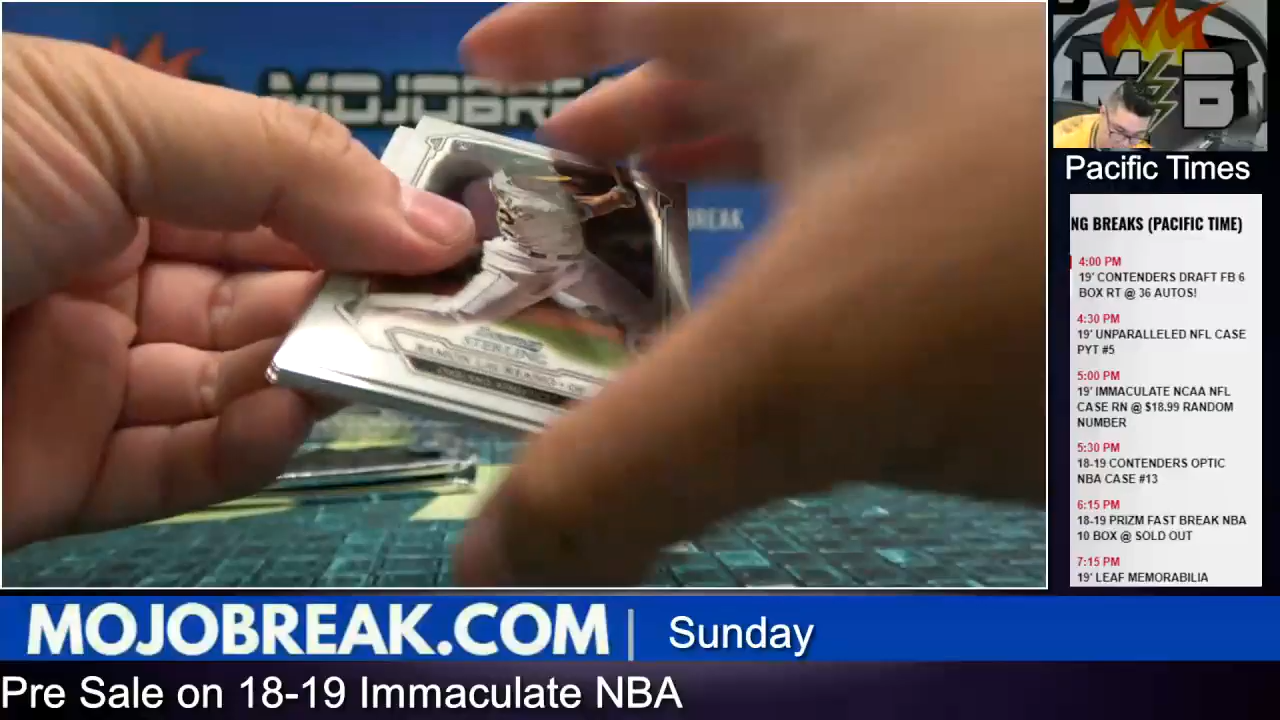 MOJOBRE
BREAK
STERLING
M B
Pacific Times
NG BREAKS (PACIFIC TIME)
4:00 PM
19' CONTENDERS DRAFT FB 6
BOX RT @ 36 AUTOS!
4:30 PM
19' UNPARALLELED NFL CASE
PYT #5
5:00 PM
19' IMMACULATE NCAA NFL
CASE RN @ $18.99 RANDOM
NUMBER
5:30 PM
18-19 CONTENDERS OPTIC
NBA CASE #13
6:15 PM
18-19 PRIZM FAST BREAK NBA
10 BOX @ SOLD OUT
7:15 PM
19' LEAF MEMORABILIA
MOJOBREAK.COM | Sunday
Pre Sale on 18-19 Immaculate NBA